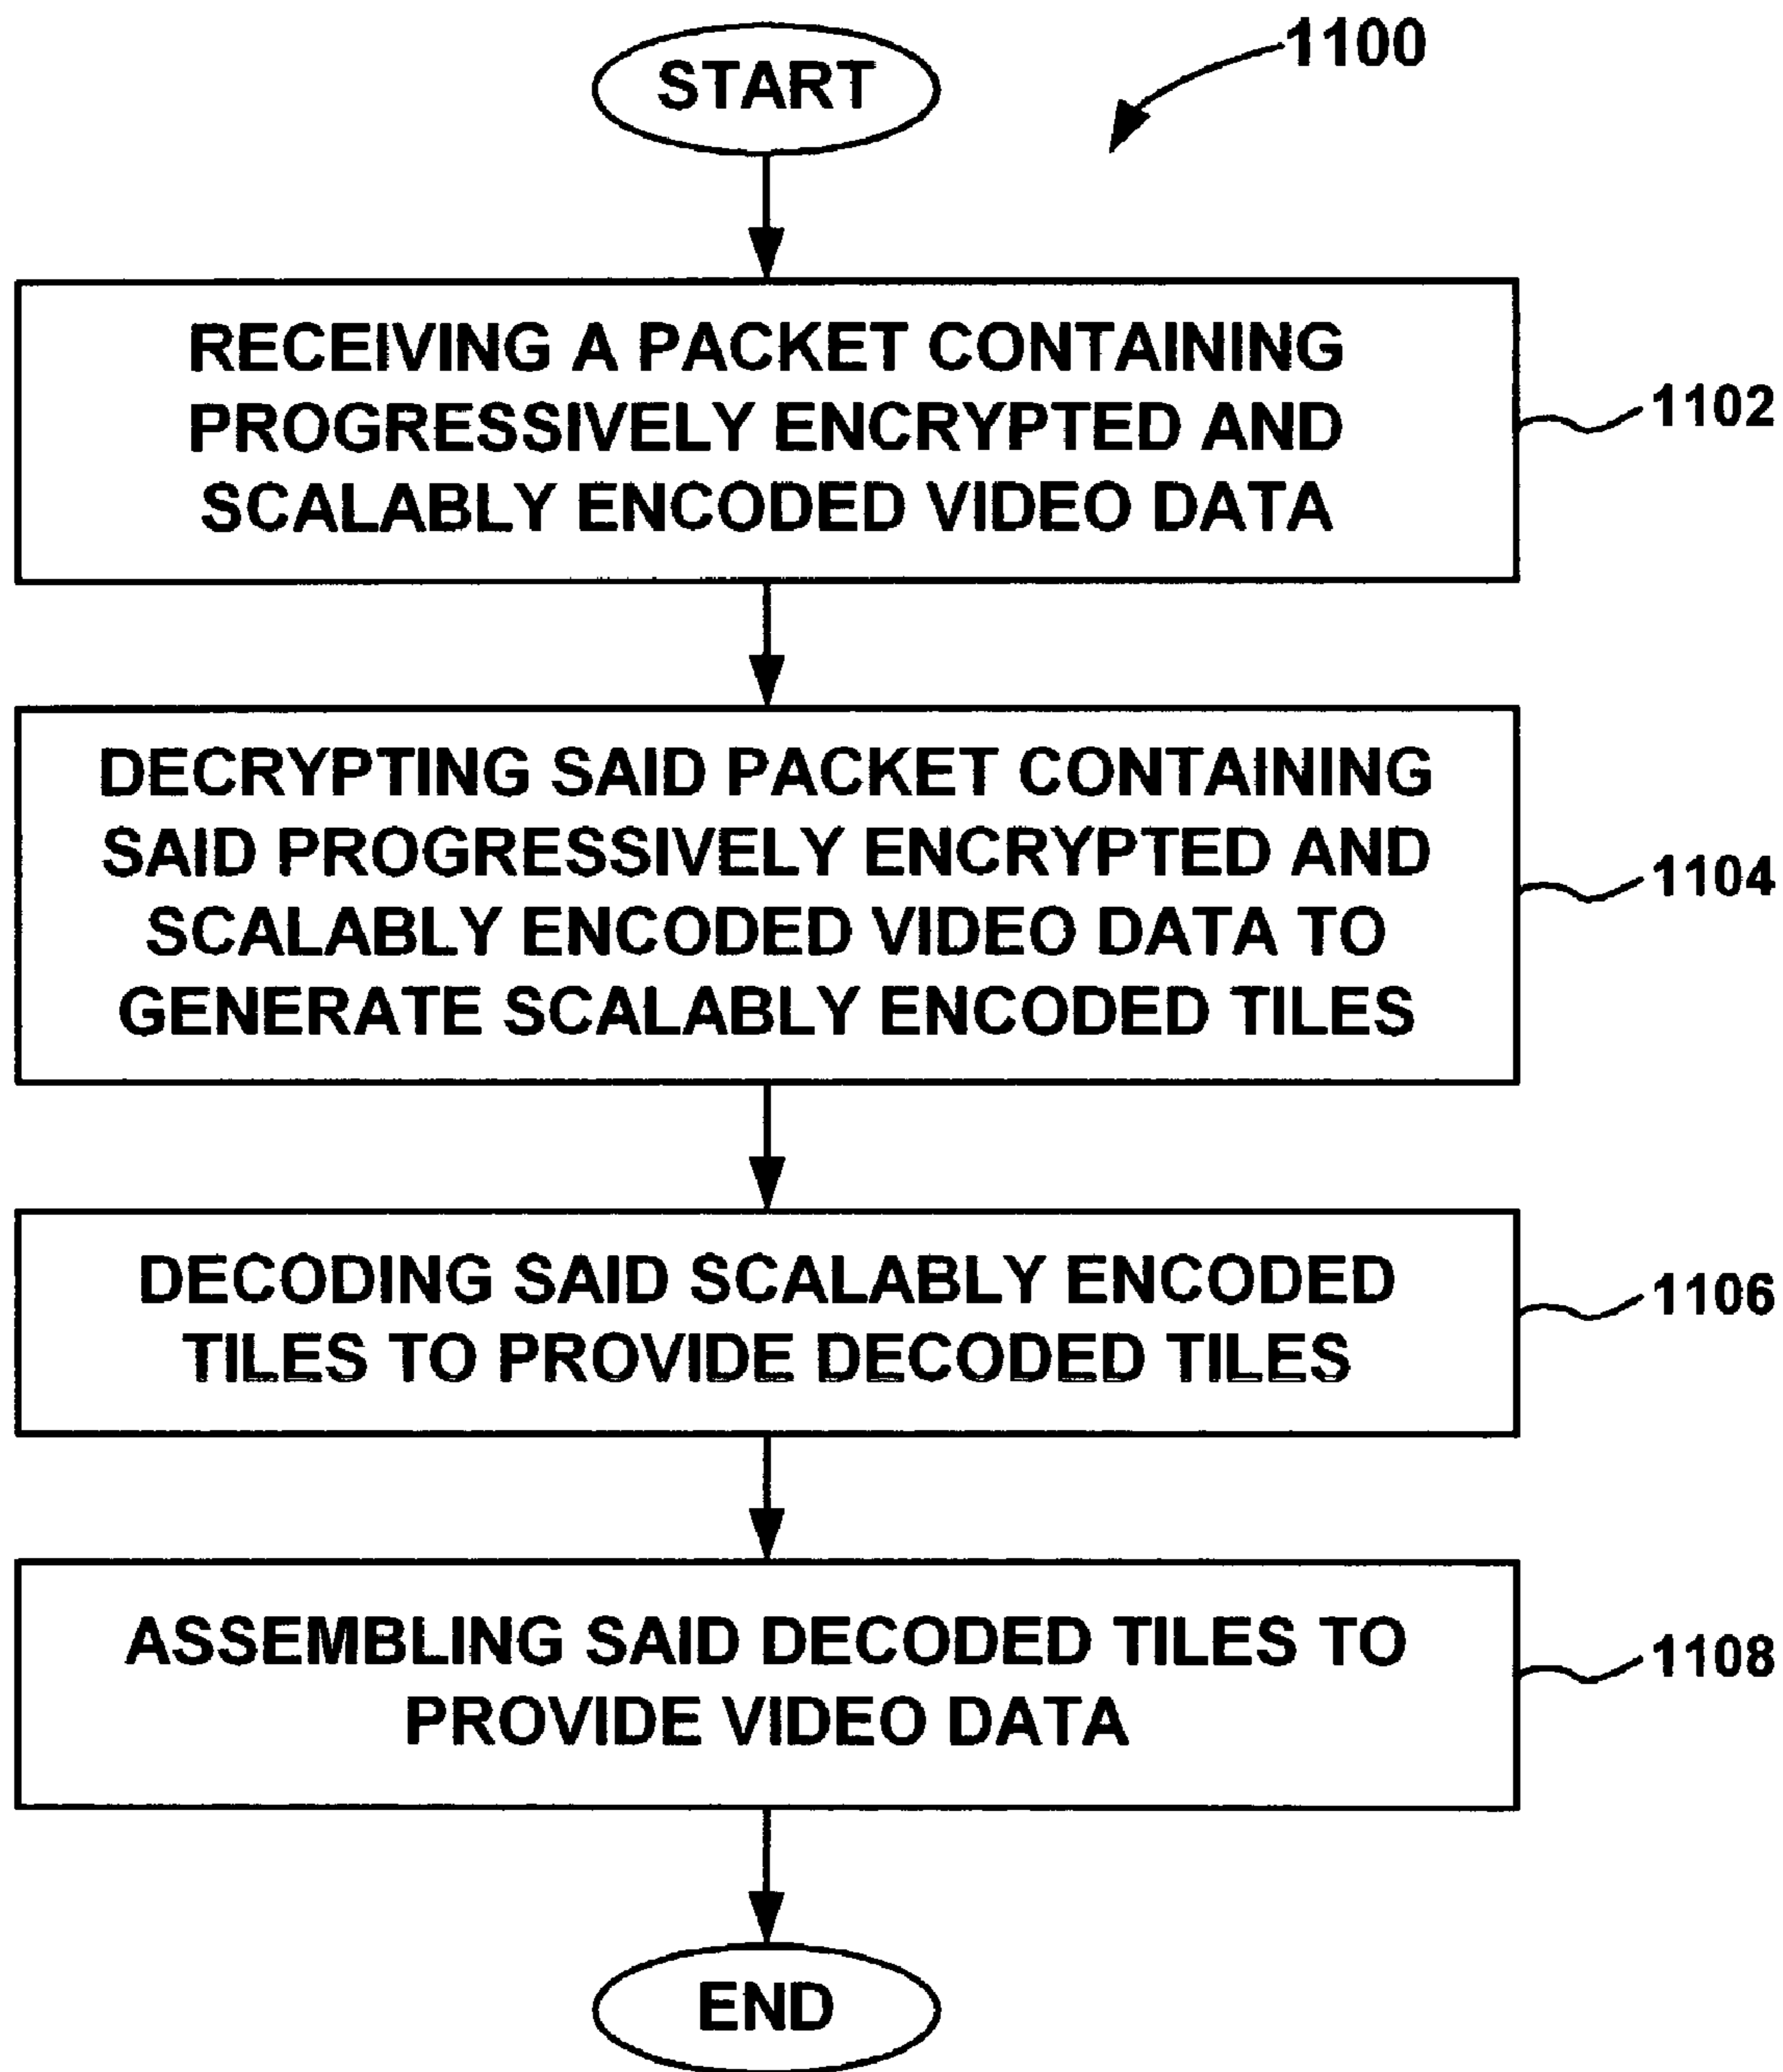 START
1100
RECEIVING A PACKET CONTAINING
PROGRESSIVELY ENCRYPTED AND
SCALABLY ENCODED VIDEO DATA
1102
DECRYPTING SAID PACKET CONTAINING
SAID PROGRESSIVELY ENCRYPTED AND
SCALABLY ENCODED VIDEO DATA TO
GENERATE SCALABLY ENCODED TILES
1104
DECODING SAID SCALABLY ENCODED
TILES TO PROVIDE DECODED TILES
1106
ASSEMBLING SAID DECODED TILES TO
PROVIDE VIDEO DATA
1108
END